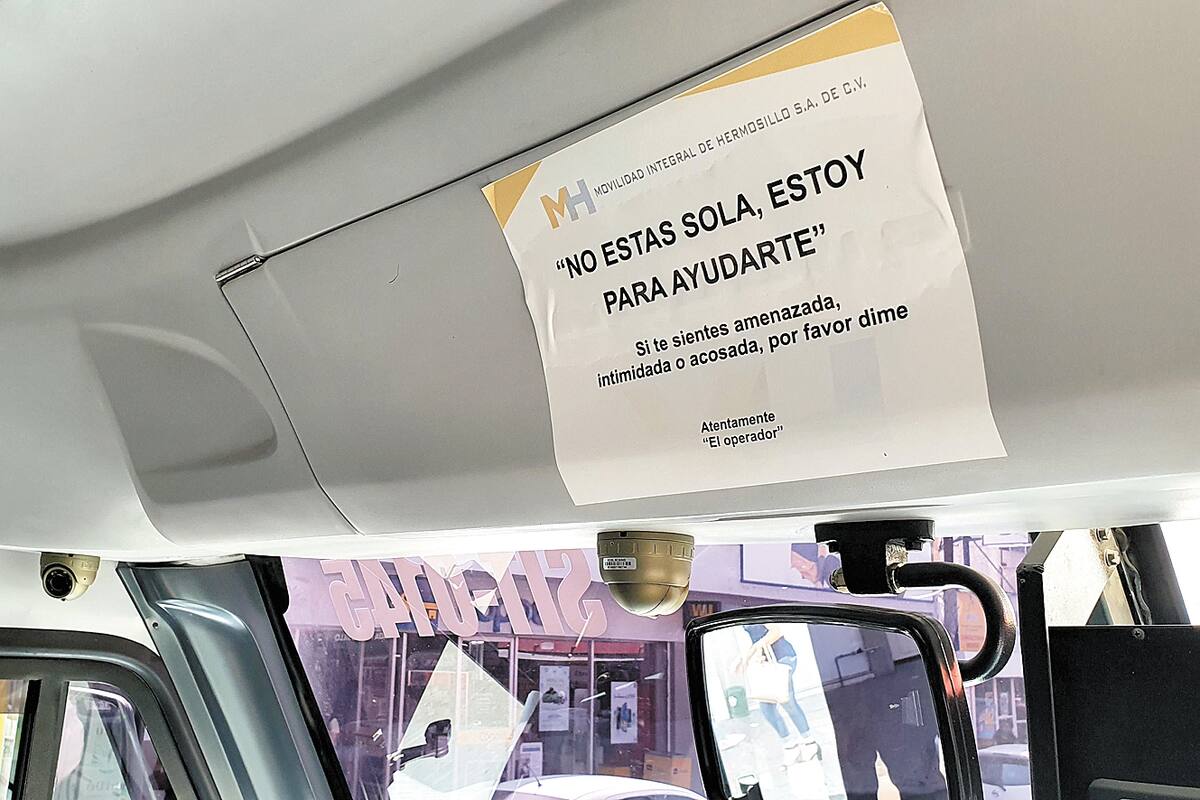 MH MOVILIDAD INTEGRAL DE HERMOSILLO S.A. DE C.V.
“NO ESTAS SOLA, ESTOY
PARA AYUDARTE”
Si te sientes amenazada,
intimidada o acosada, por favor dime
Atentamente
“El operador”